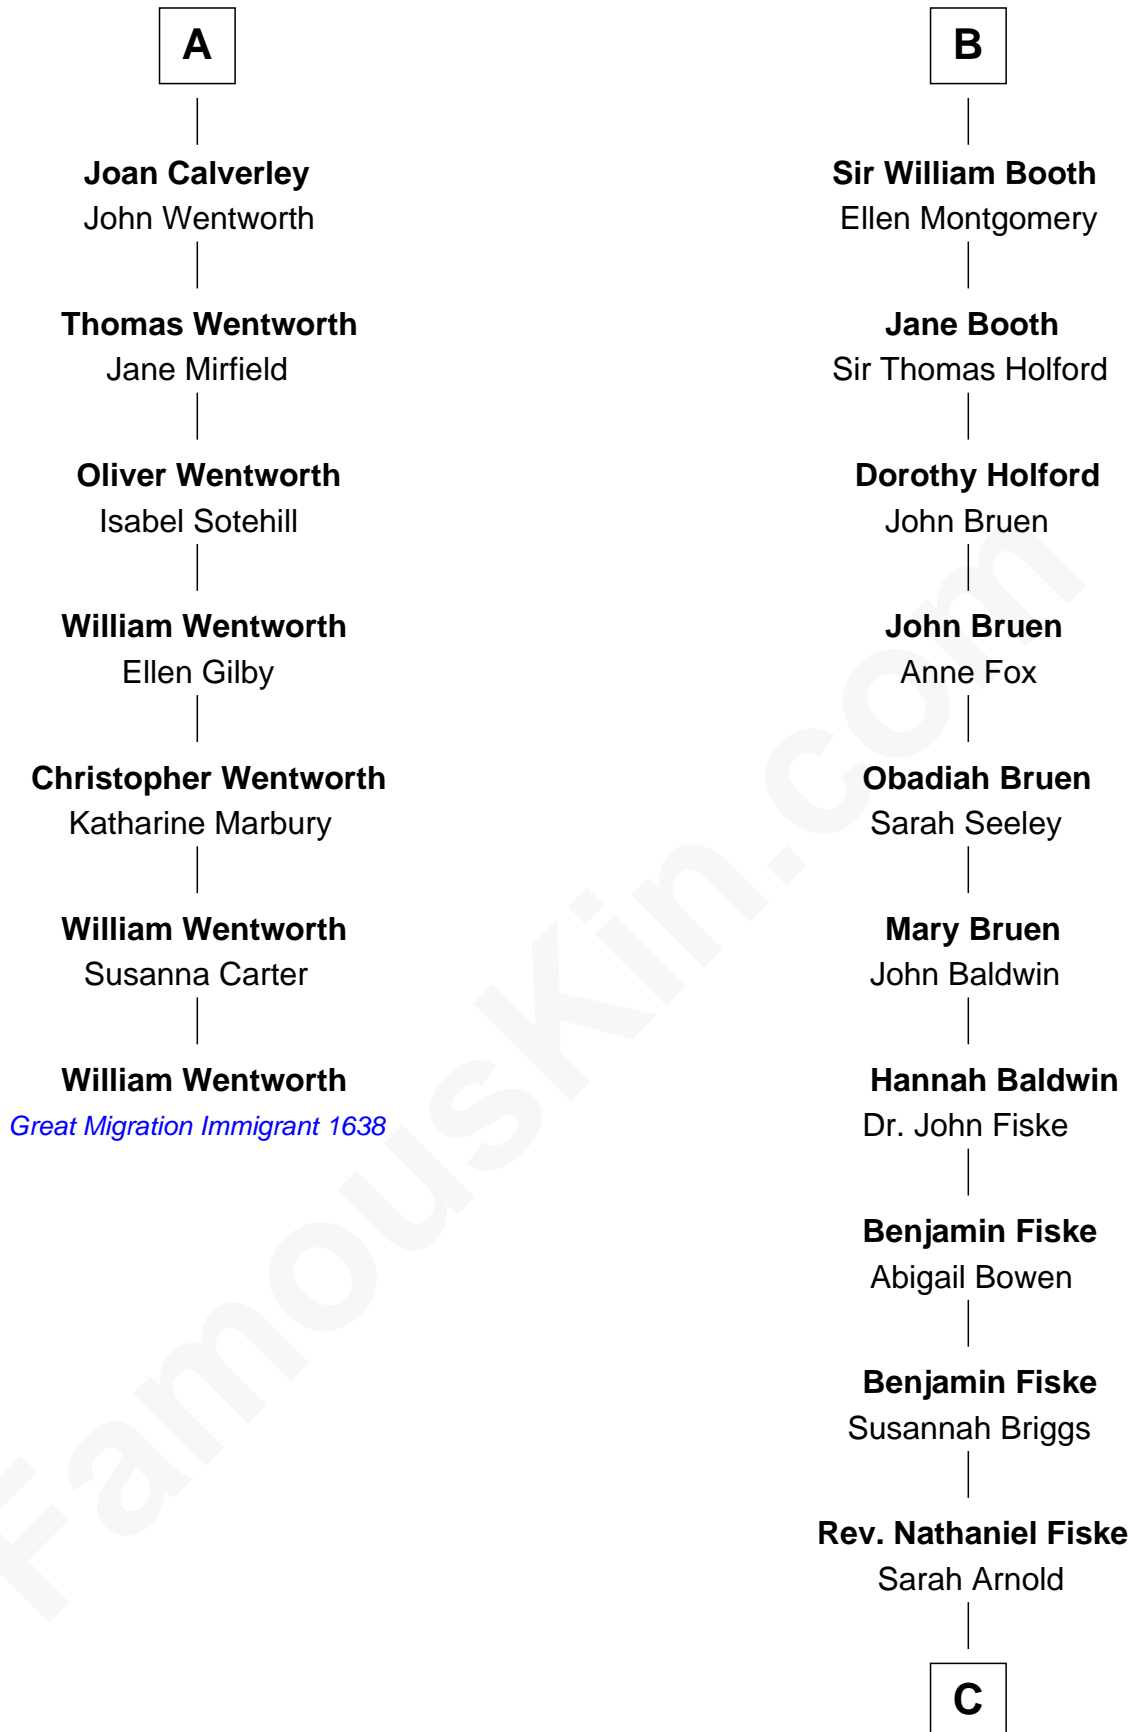 A
Joan Calverley
John Wentworth
Thomas Wentworth
Jane Mirfield
Oliver Wentworth
Isabel Sotehill
William Wentworth
Ellen Gilby
Christopher Wentworth
Katharine Marbury
William Wentworth
Susanna Carter
William Wentworth
Great Migration Immigrant 1638
B
Sir William Booth
Ellen Montgomery
Jane Booth
Sir Thomas Holford
Dorothy Holford
John Bruen
John Bruen
Anne Fox
Obadiah Bruen
Sarah Seeley
Mary Bruen
John Baldwin
Hannah Baldwin
Dr. John Fiske
Benjamin Fiske
Abigail Bowen
Benjamin Fiske
Susannah Briggs
Rev. Nathaniel Fiske
Sarah Arnold
C
FamousKin.com